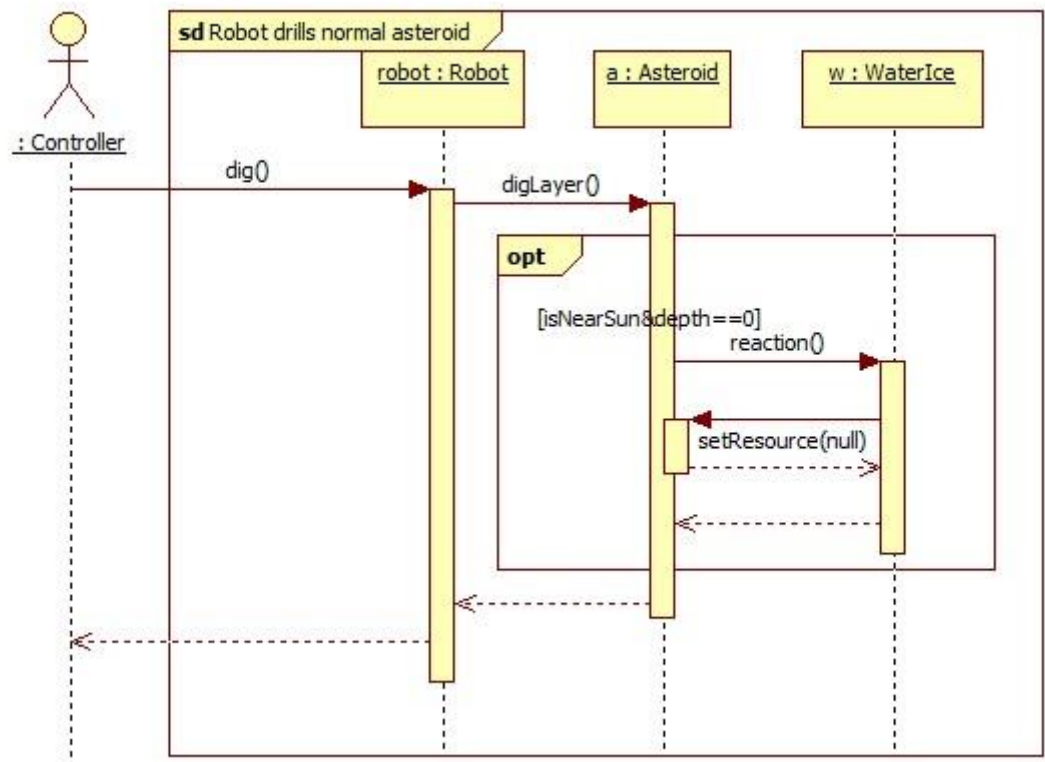 sd Robot drills normal asteroid
robot : Robot
a : Asteroid
w : WaterIce
: Controller
dig()
digLayer()
opt
[isNearSun&depth==0]
reaction()
setResource(null)